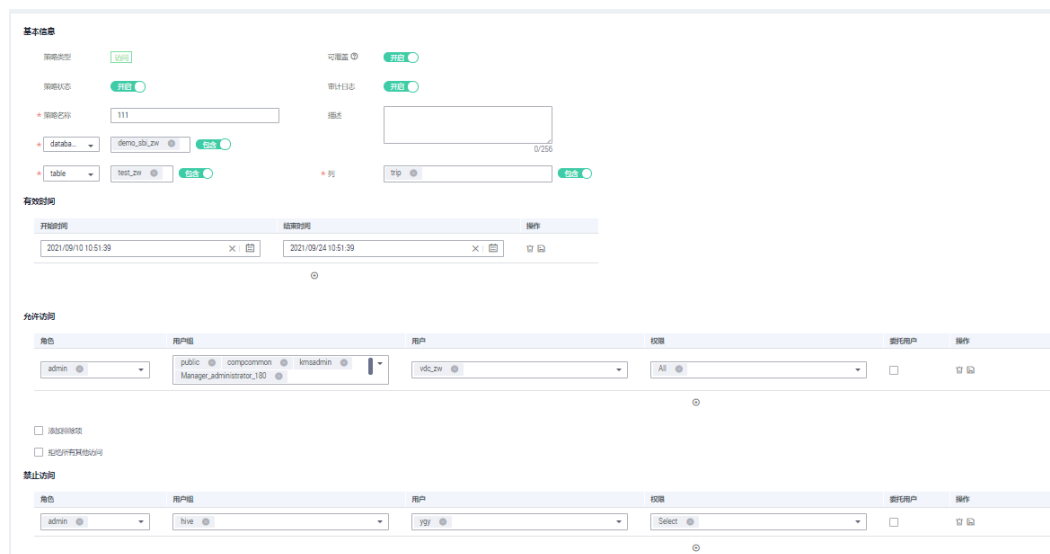 基本信息
策略类型 访问 可覆盖 开启
策略状态 开启 审计日志 开启
* 策略名称 111 描述
0/256
* databa... demo_sbi_zw 包含
* table test_zw 包含 * 列 trip 包含
有效时间
开始时间 结束时间 操作
2021/09/10 10:51:39 2021/09/24 10:51:39
允许访问
角色 用户组 用户 权限 委托用户 操作
admin public compcommon kmsadmin vdc_zw All
Manager_administrator_180
添加排除项
拒绝所有其他访问
禁止访问
角色 用户组 用户 权限 委托用户 操作
admin hive ygy Select